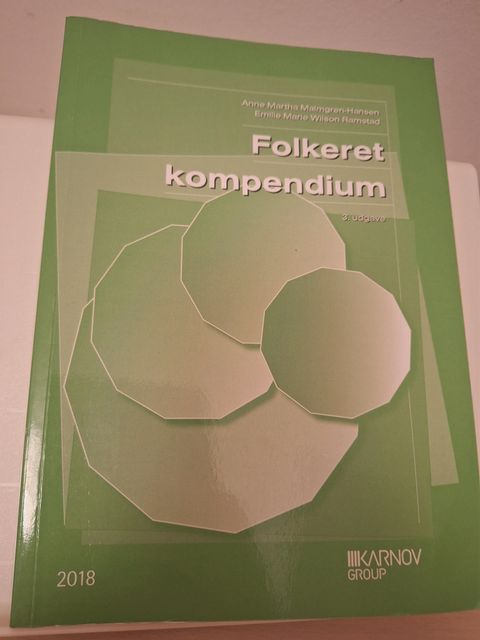 Anne Martha Malmgren-Hansen
Emilie Marie Wilson Ramstad
Folkeret
kompendium
3. udgave
2018
KARNOV
GROUP